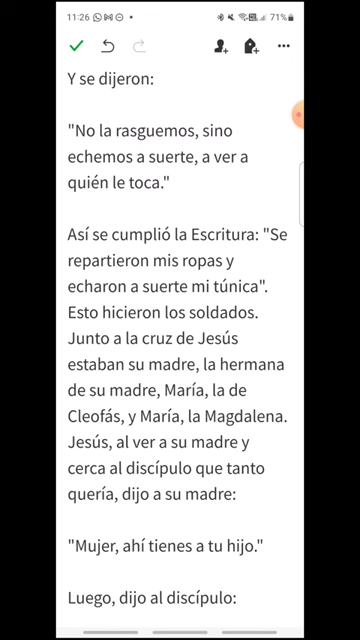 11:26
71%
Y se dijeron:
"No la rasguemos, sino
echemos a suerte, a ver a
quién le toca."
Así se cumplió la Escritura: "Se
repartieron mis ropas y
echaron a suerte mi túnica".
Esto hicieron los soldados.
Junto a la cruz de Jesús
estaban su madre, la hermana
de su madre, María, la de
Cleofás, y María, la Magdalena.
Jesús, al ver a su madre y
cerca al discípulo que tanto
quería, dijo a su madre:
"Mujer, ahí tienes a tu hijo."
Luego, dijo al discípulo: